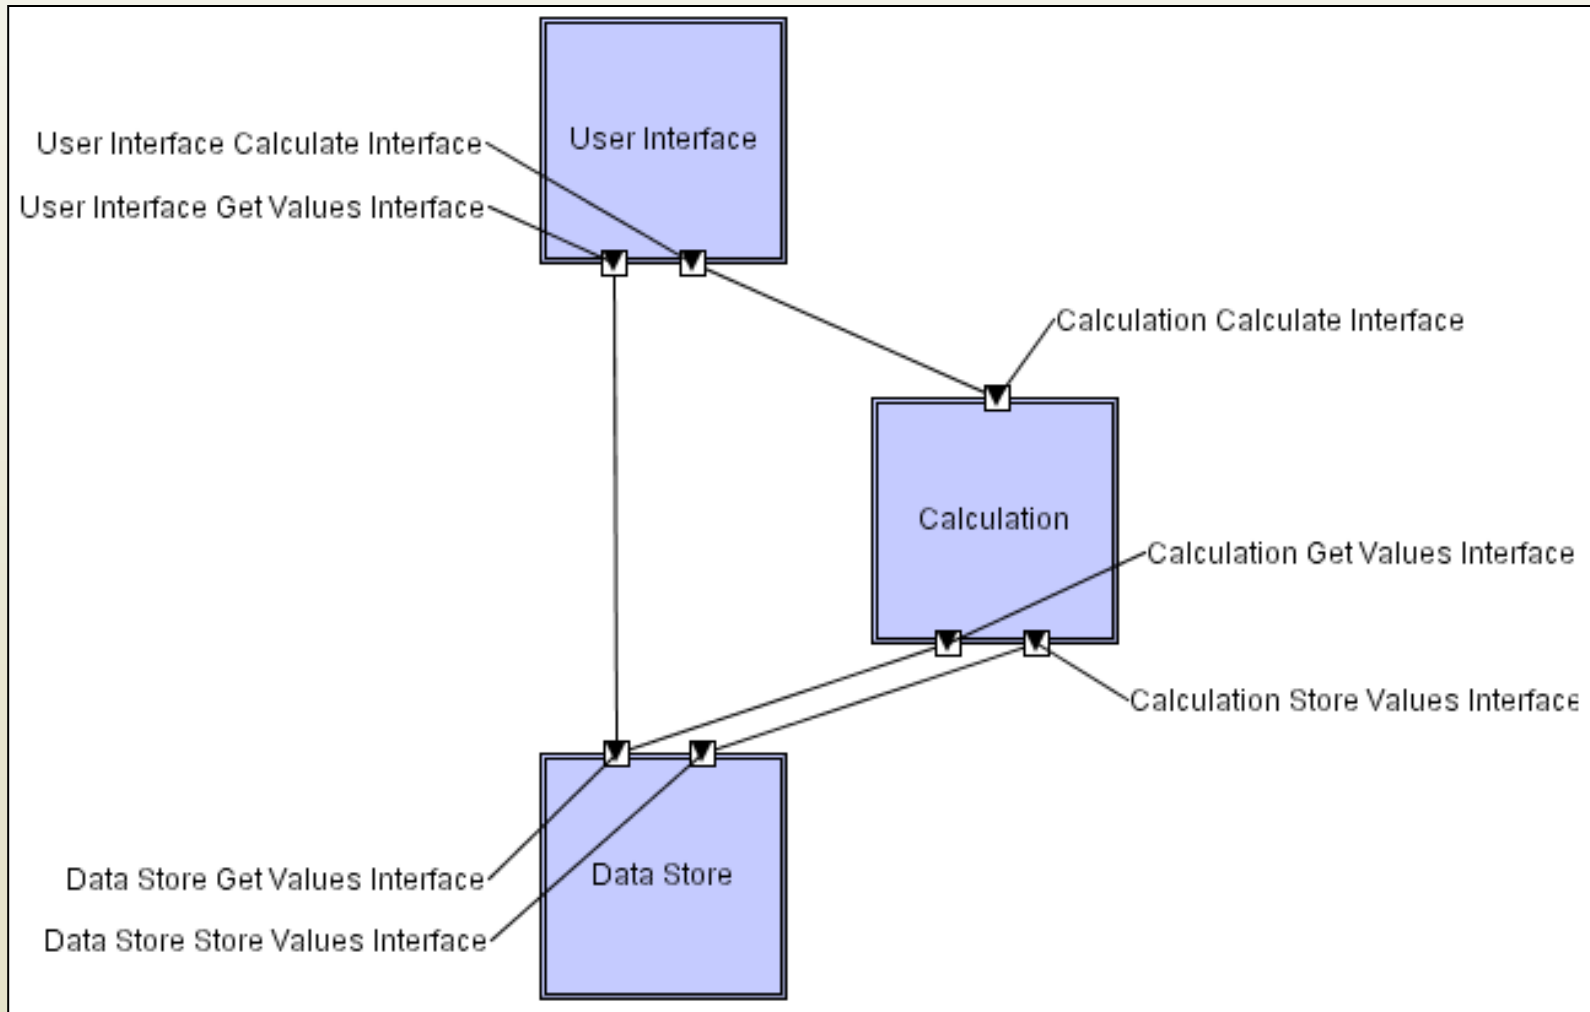 User Interface
User Interface Calculate Interface
User Interface Get Values Interface
Calculation Calculate Interface
Calculation
Calculation Get Values Interface
Calculation Store Values Interface
Data Store Get Values Interface
Data Store
Data Store Store Values Interface